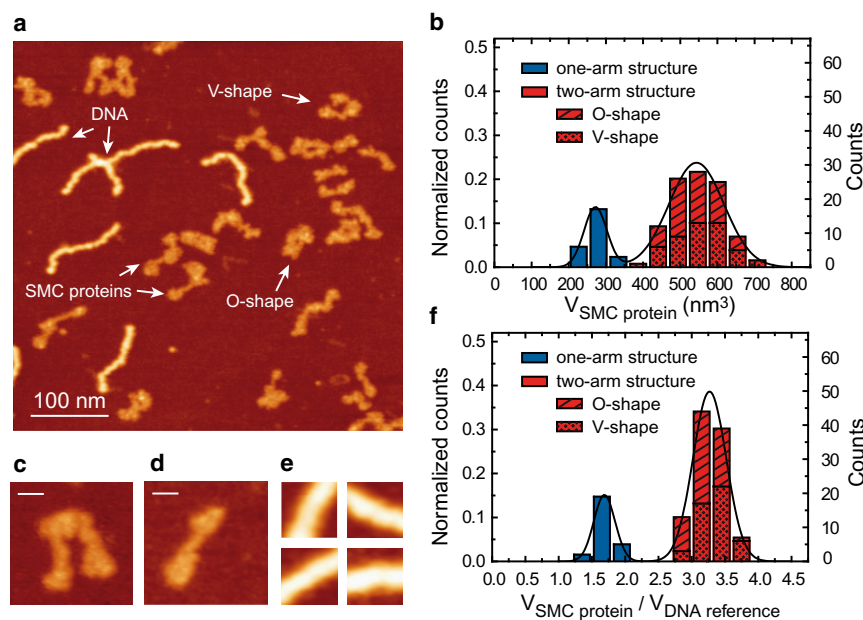 a
V-shape
DNA
SMC proteins
O-shape
100 nm
b
one-arm structure
two-arm structure
O-shape
V-shape
Normalized counts
0.5
0.4
0.3
0.2
0.1
0.0
60
50
40
30
20
10
0
Counts
0 100 200 300 400 500 600 700 800
V SMC protein (nm³)
c
d
e
f
one-arm structure
two-arm structure
O-shape
V-shape
Normalized counts
0.5
0.4
0.3
0.2
0.1
0.0
60
50
40
30
20
10
0
Counts
0.0 0.5 1.0 1.5 2.0 2.5 3.0 3.5 4.0 4.5
V SMC protein / V DNA reference